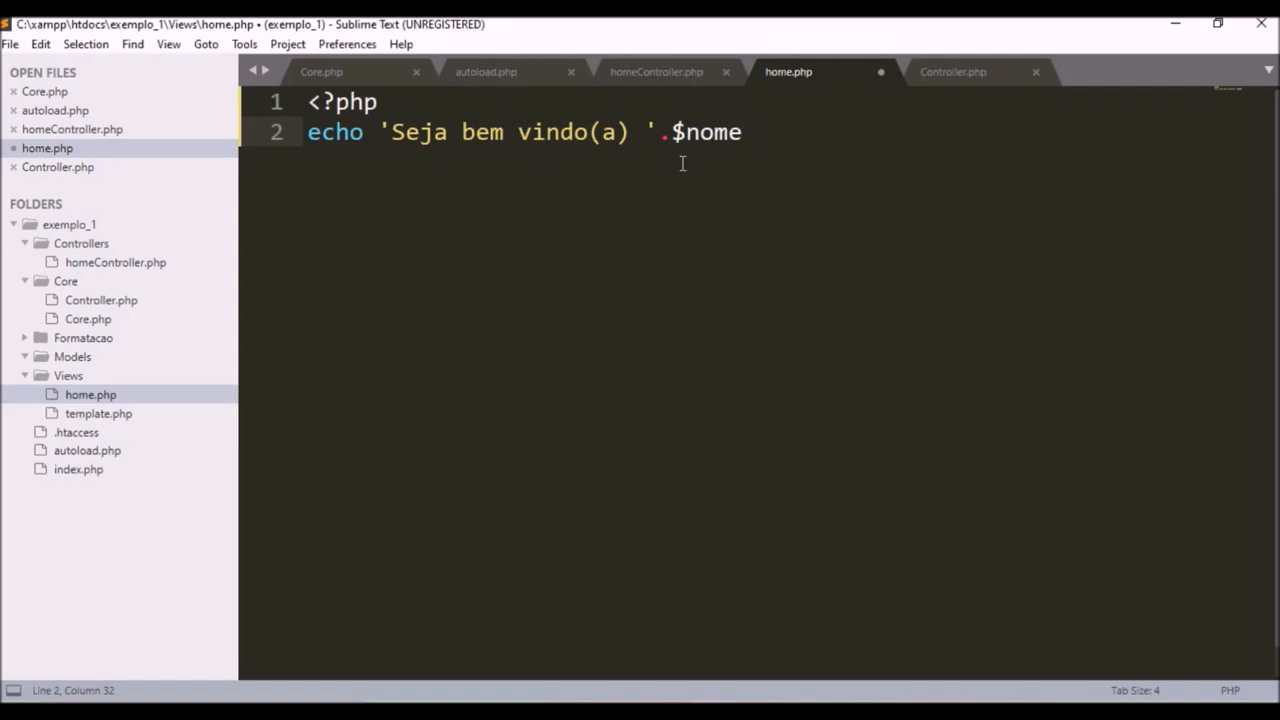 C:\xampp\htdocs\exemplo_1\Views\home.php • (exemplo_1) - Sublime Text (UNREGISTERED)
File Edit Selection Find View Goto Tools Project Preferences Help
OPEN FILES
Core.php
autoload.php
homeController.php
home.php
Controller.php
FOLDERS
exemplo_1
Controllers
homeController.php
Core
Controller.php
Core.php
Formatacao
Models
Views
home.php
template.php
.htaccess
autoload.php
index.php
Core.php autoload.php homeController.php home.php Controller.php
1 <?php
2 echo 'Seja bem vindo(a) '.$nome
Line 2, Column 32 Tab Size: 4 PHP